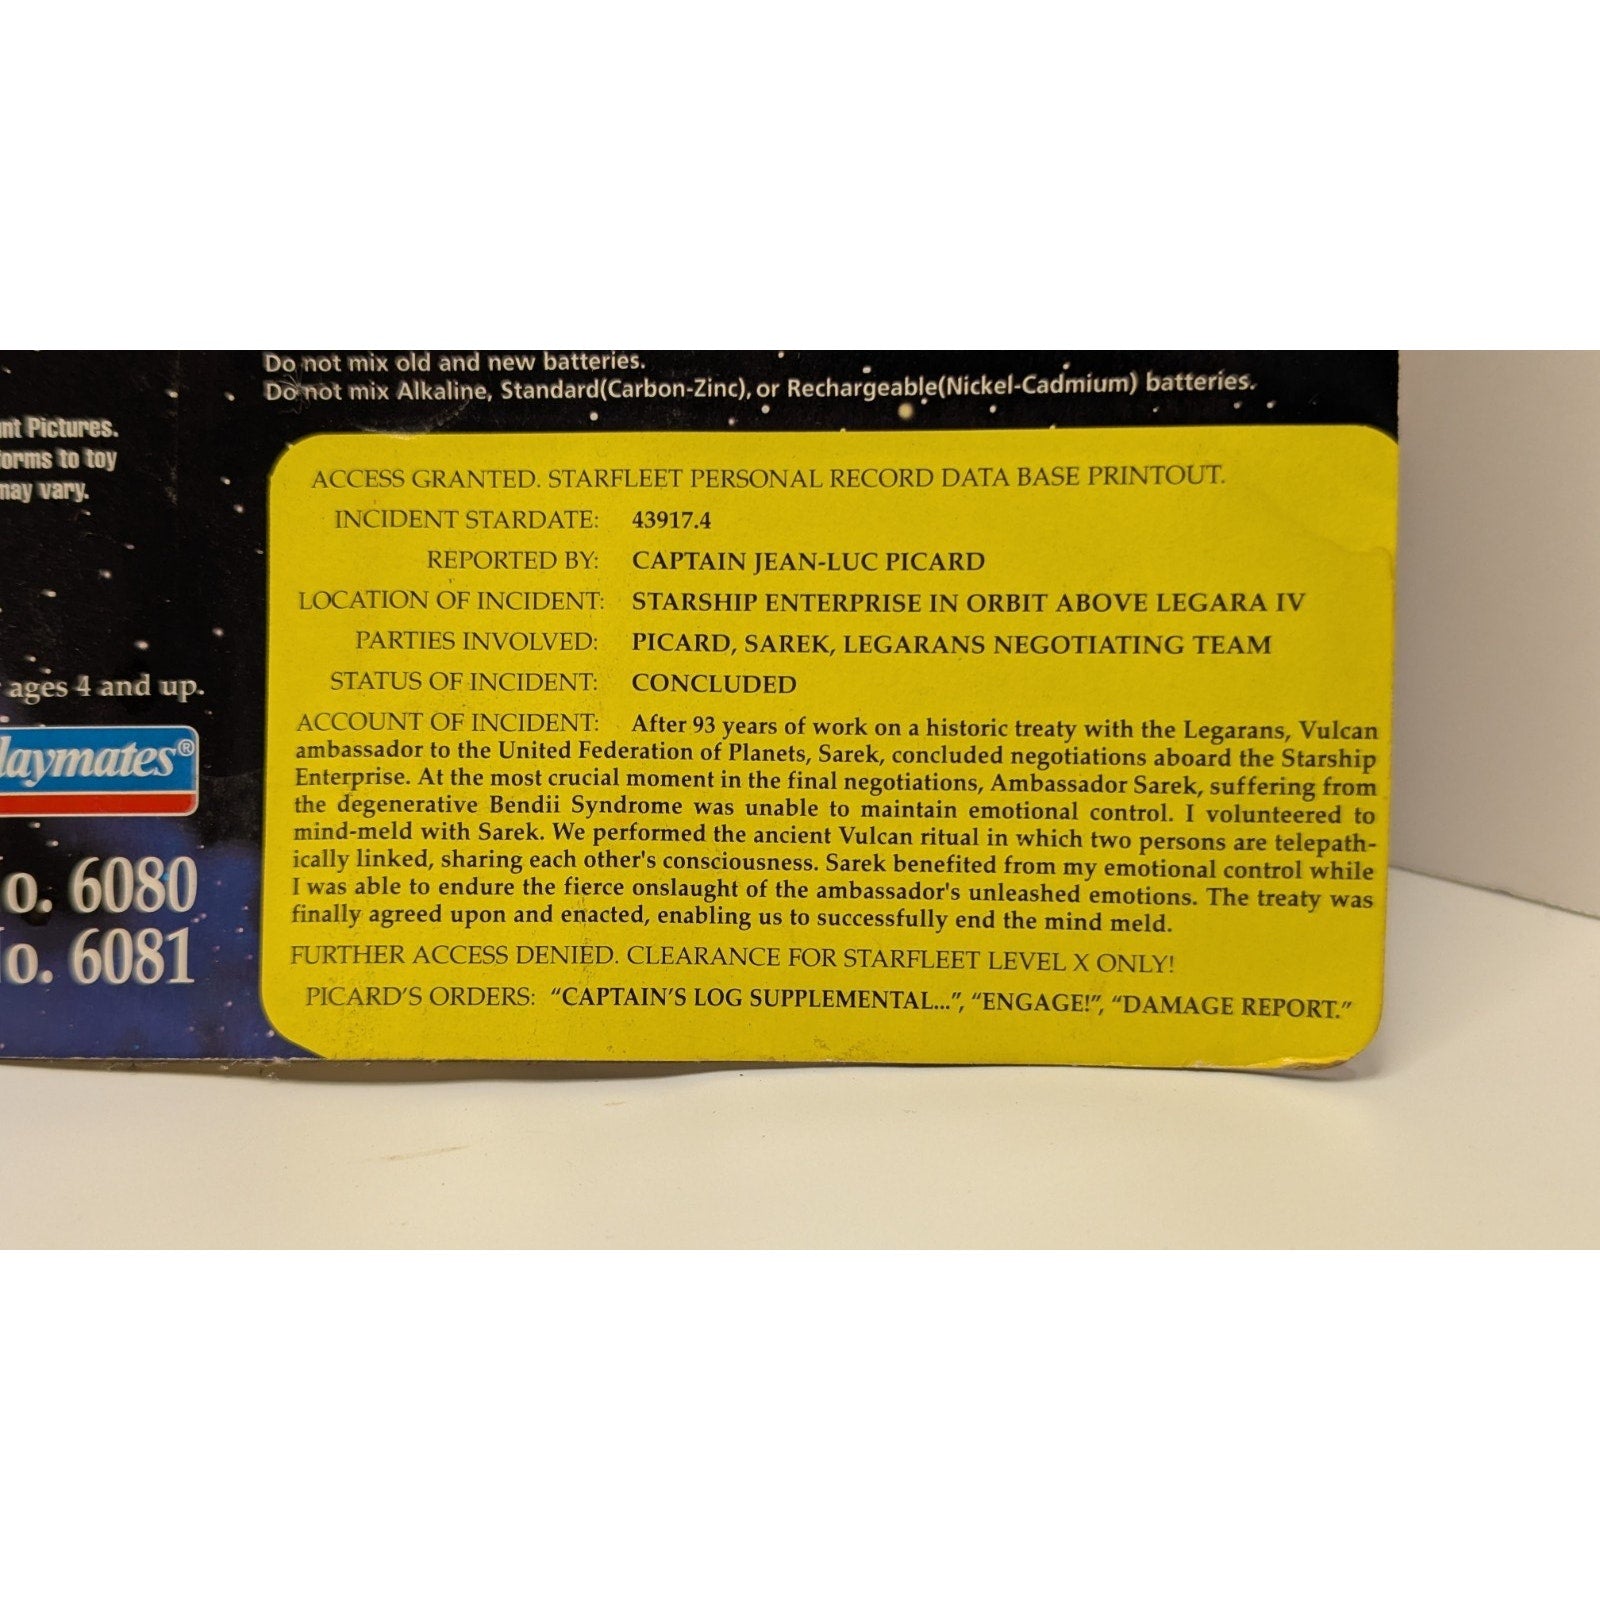 Do not mix old and new batteries.
Do not mix Alkaline, Standard(Carbon-Zinc), or Rechargeable(Nickel-Cadmium) batteries.
Pictures.
to toy
may vary.
ages 4 and up.
®
6080
6081
ACCESS GRANTED. STARFLEET PERSONAL RECORD DATA BASE PRINTOUT.
INCIDENT STARDATE: 43917.4
REPORTED BY: CAPTAIN JEAN-LUC PICARD
LOCATION OF INCIDENT: STARSHIP ENTERPRISE IN ORBIT ABOVE LEGARA IV
PARTIES INVOLVED: PICARD, SAREK, LEGARANS NEGOTIATING TEAM
STATUS OF INCIDENT: CONCLUDED
ACCOUNT OF INCIDENT: After 93 years of work on a historic treaty with the Legarans, Vulcan
ambassador to the United Federation of Planets, Sarek, concluded negotiations aboard the Starship
Enterprise. At the most crucial moment in the final negotiations, Ambassador Sarek, suffering from
the degenerative Bendii Syndrome was unable to maintain emotional control. I volunteered to
mind-meld with Sarek. We performed the ancient Vulcan ritual in which two persons are telepath-
ically linked, sharing each other's consciousness. Sarek benefited from my emotional control while
I was able to endure the fierce onslaught of the ambassador's unleashed emotions. The treaty was
finally agreed upon and enacted, enabling us to successfully end the mind meld.
FURTHER ACCESS DENIED. CLEARANCE FOR STARFLEET LEVEL X ONLY!
PICARD'S ORDERS: “CAPTAIN'S LOG SUPPLEMENTAL...”, “ENGAGE!”, “DAMAGE REPORT.”